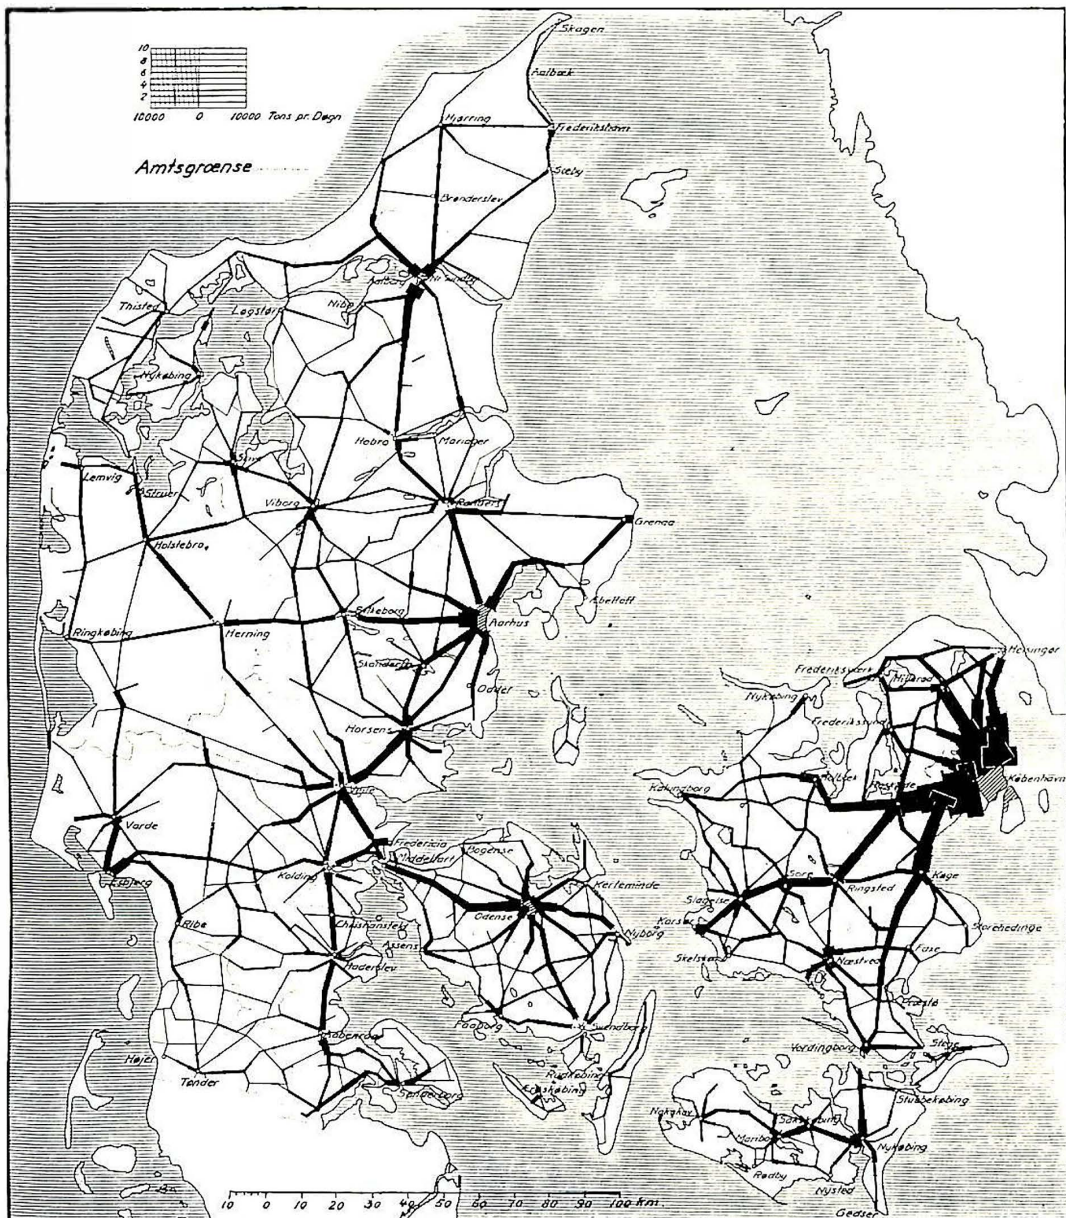 10
8
6
4
2
10000 0 10000 Tons pr. Døgn
Amtsgrænse
Skagen
Aalbæk
Hjørring
Frederikshavn
Sæby
Brønderslev
Aalborg
Nr. Sundby
Thisted
Løgstør
Nibe
Nykøbing
Hobro
Mariager
Skive
Lemvig
Struer
Viborg
Randers
Grenaa
Holstebro
Ebeltoft
Silkeborg
Aarhus
Ringkøbing
Herning
Skanderb.
Odder
Horsens
Helsingør
Frederiksværk
Hillerød
Nykøbing
Frederikssund
Holbæk
Roskilde
København
Kalundborg
Vejle
Varde
Fredericia
Middelfart
Bogense
Esbjerg
Kolding
Kerteminde
Odense
Sorø
Ringsted
Køge
Slagelse
Korsør
Nyborg
Ribe
Christiansfeld
Assens
Storehedinge
Skelskør
Haderslev
Næstved
Faxe
Præstø
Faaborg
Svendborg
Aabenraa
Vordingborg
Stege
Højer
Tønder
Rudkøbing
Ærøskøbing
Sønderborg
Stubbekøbing
Nakskov
Sakskøbing
Maribo
Nykøbing
Rødby
Nysted
Gedser
10 0 10 20 30 40 50 60 70 80 90 100 km.